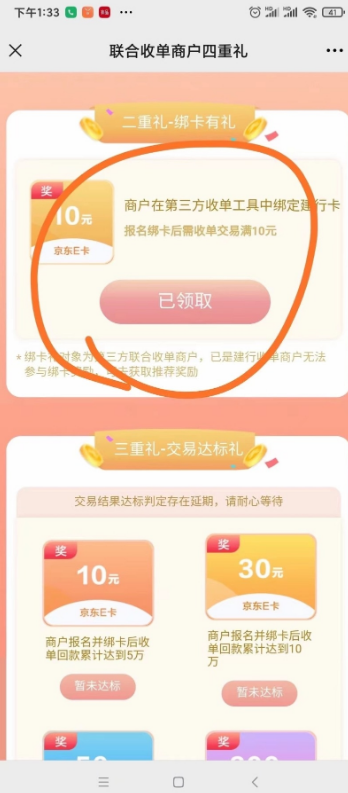 下午1:33
41
联合收单商户四重礼
二重礼-绑卡有礼
奖
10元
京东E卡
商户在第三方收单工具中绑定建行卡
报名绑卡后需收单交易满10元
已领取
*绑卡礼对象为第三方联合收单商户,已是建行收单商户无法
参与绑卡奖励,
获取推荐奖励
三重礼-交易达标礼
交易结果达标判定存在延期,请耐心等待
奖
10元
京东E卡
商户报名并绑卡后收
单回款累计达到5万
暂未达标
奖
30元
京东E卡
商户报名并绑卡后收
单回款累计达到10
万
暂未达标
奖
奖